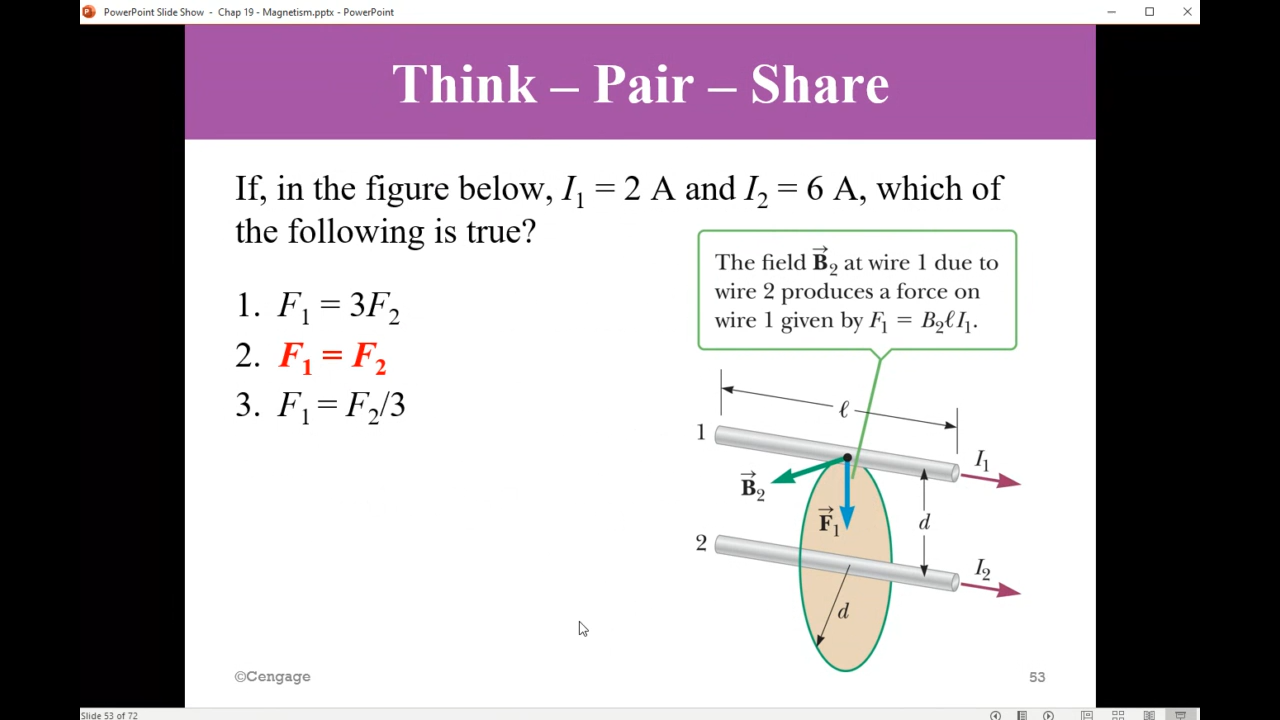 PowerPoint Slide Show - Chap 19 - Magnetism.pptx - PowerPoint
Think – Pair – Share
If, in the figure below, I₁ = 2 A and I₂ = 6 A, which of
the following is true?
1. F₁ = 3F₂
2. F₁ = F₂
3. F₁ = F₂/3
The field B⃗₂ at wire 1 due to
wire 2 produces a force on
wire 1 given by F₁ = B₂ℓI₁.
ℓ
1
I₁
B⃗₂
F⃗₁
d
2
I₂
d
©Cengage
53
Slide 53 of 72